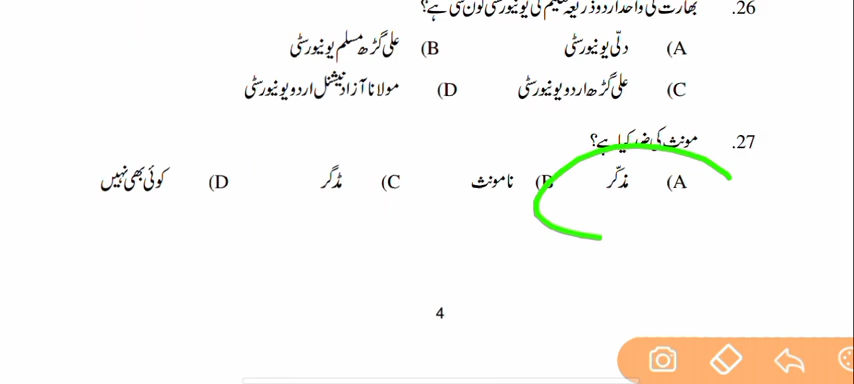 .26 بھارت کی واحد اردو ذریعہ تعلیم کی یونیورسٹی کون سی ہے؟
(A دلّی یونیورسٹی (B علی گڑھ مسلم یونیورسٹی
(C علی گڑھ اردو یونیورسٹی (D مولانا آزاد نیشنل اردو یونیورسٹی
.27 مونث کی ضد کیا ہے؟
(A مذکّر (B نا مونث (C مڈگر (D کوئی بھی نہیں
4